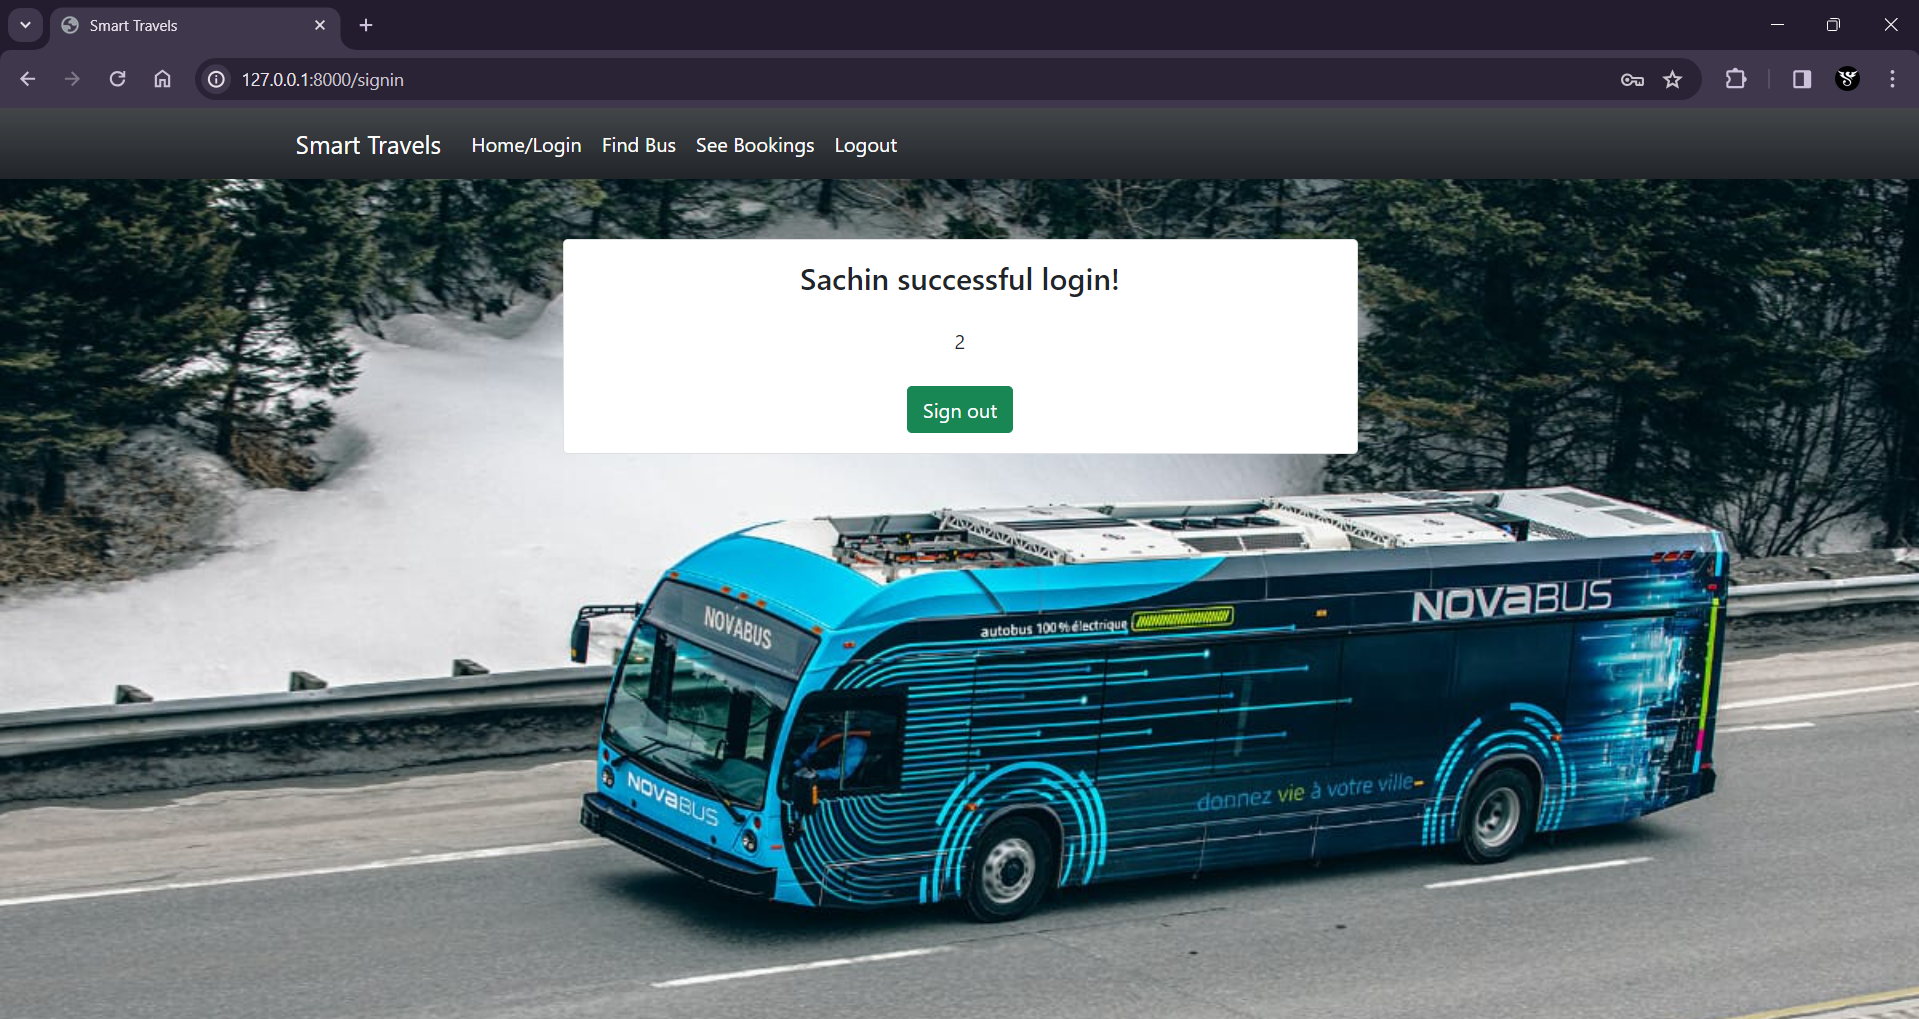 Smart Travels
127.0.0.1:8000/signin
Smart Travels Home/Login Find Bus See Bookings Logout
Sachin successful login!
2
Sign out
NOVABUS
autobus 100 % électrique
NOVABUS
NOVABUS
donnez vie à votre ville